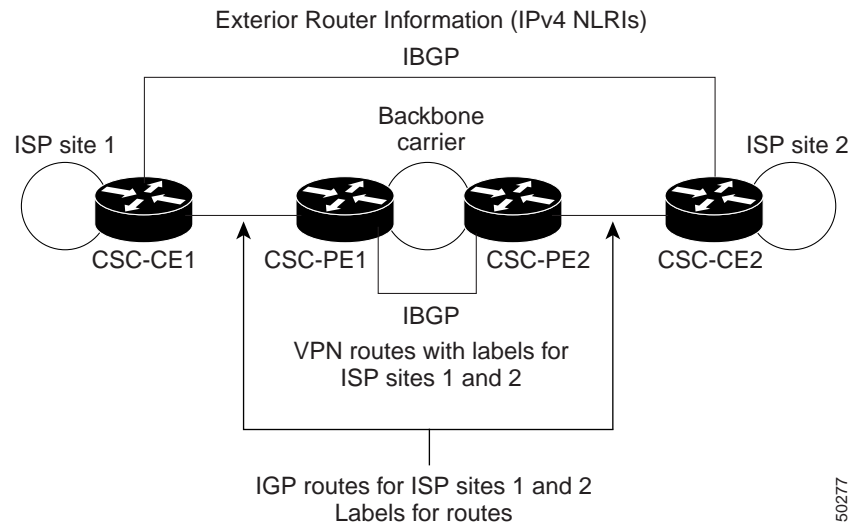 Exterior Router Information (IPv4 NLRIs)
IBGP
ISP site 1
Backbone
carrier
ISP site 2
CSC-CE1
CSC-PE1
CSC-PE2
CSC-CE2
IBGP
VPN routes with labels for
ISP sites 1 and 2
IGP routes for ISP sites 1 and 2
Labels for routes
50277